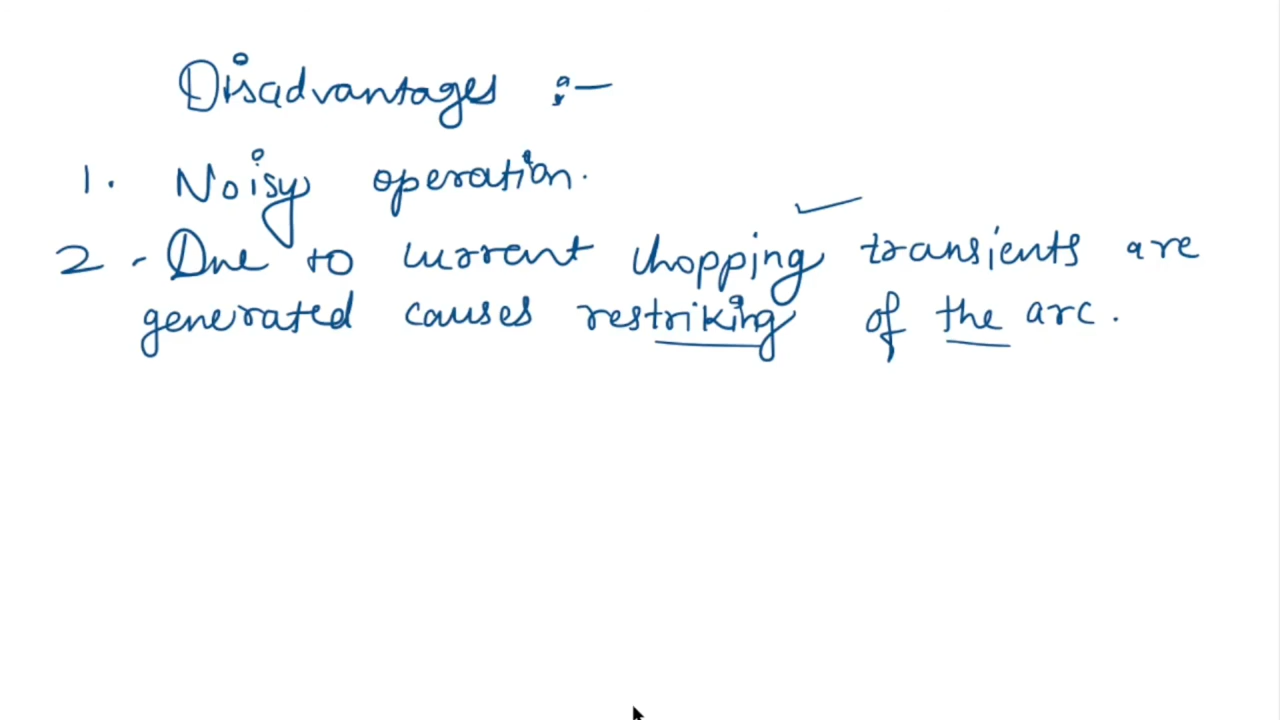 Disadvantages :-
1. Noisy operation.
2. Due to current chopping transients are
generated causes restriking of the arc.